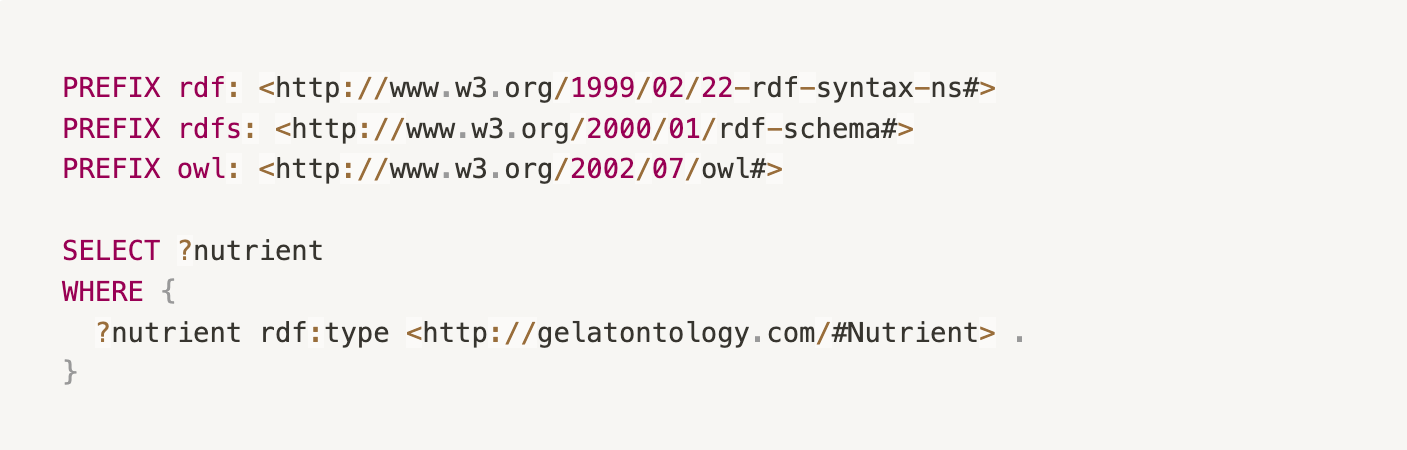 PREFIX rdf: <http://www.w3.org/1999/02/22-rdf-syntax-ns#>
PREFIX rdfs: <http://www.w3.org/2000/01/rdf-schema#>
PREFIX owl: <http://www.w3.org/2002/07/owl#>

SELECT ?nutrient
WHERE {
  ?nutrient rdf:type <http://gelatontology.com/#Nutrient> .
}